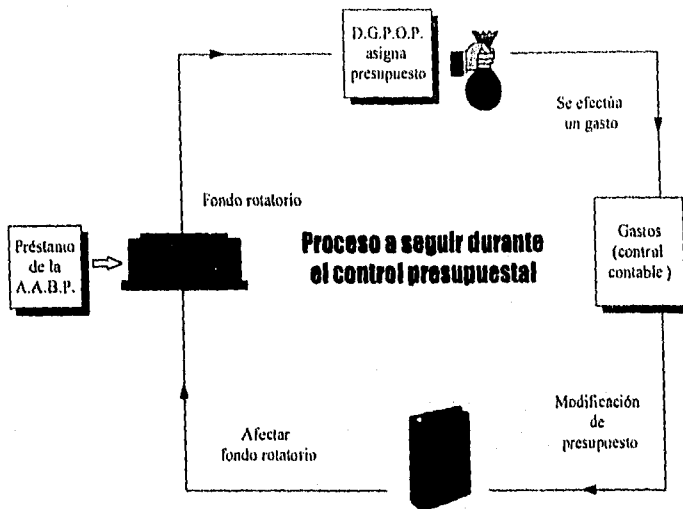 D.G.P.O.P.
asigna
presupuesto
Se efectúa
un gasto
Fondo rotatorio
Préstamo
de la
A.A.B.P.
Proceso a seguir durante
el control presupuestal
Gastos
(control
contable )
Modificación
de
presupuesto
Afectar
fondo rotatorio